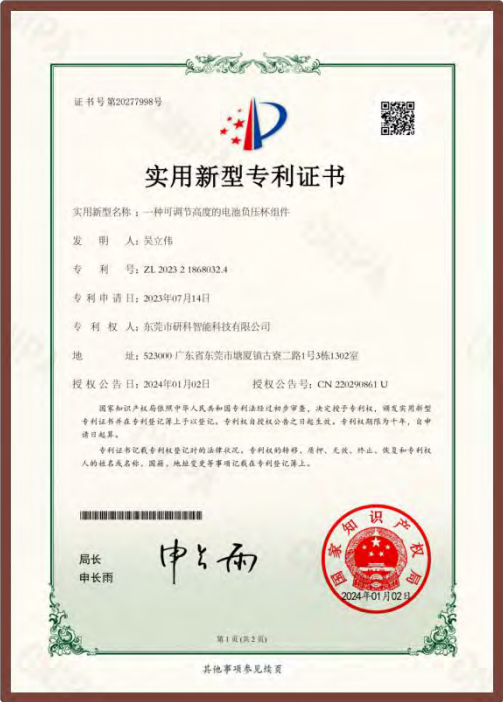 证书号第20277998号
实用新型专利证书
实用新型名称：一种可调节高度的电池负压杯组件
发明人：吴立伟
专利号：ZL 2023 2 1868032.4
专利申请日：2023年07月14日
专利权人：东莞市研科智能科技有限公司
地址：523000 广东省东莞市塘厦镇古寮二路1号3栋1302室
授权公告日：2024年01月02日 授权公告号：CN 220290861 U
国家知识产权局依照中华人民共和国专利法经过初步审查，决定授予专利权，颁发实用新型
专利证书并在专利登记簿上予以登记。专利权自授权公告之日起生效。专利权期限为十年，自申
请日起算。
专利证书记载专利权登记时的法律状况。专利权的转移、质押、无效、终止、恢复和专利权
人的姓名或名称、国籍、地址变更等事项记载在专利登记簿上。
局长
申长雨
申长雨
国家知识产权局
2024年01月02日
第1页(共2页)
其他事项参见续页